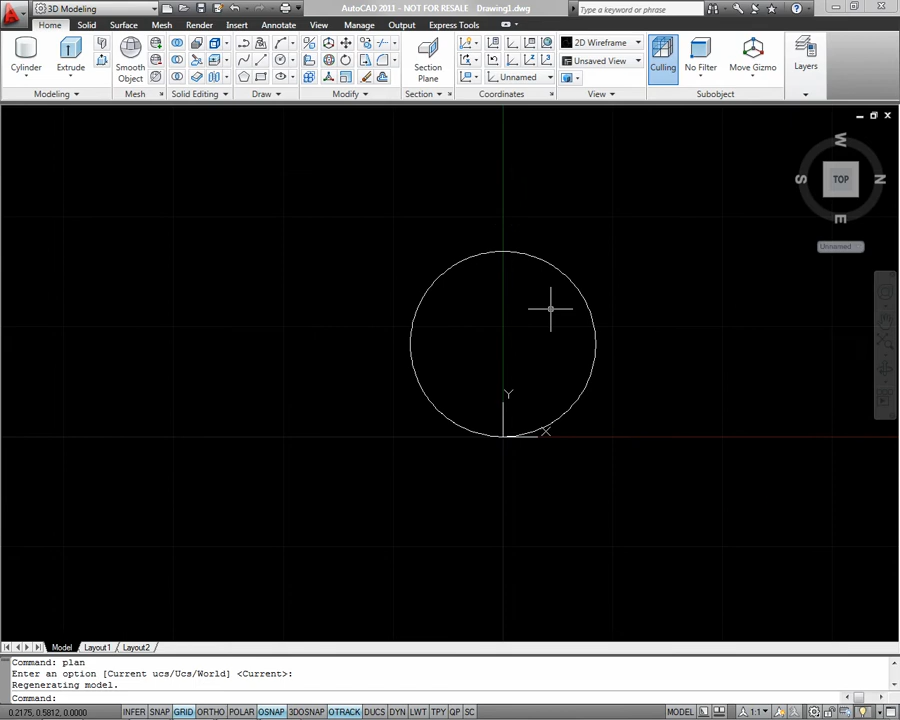 3D Modeling
AutoCAD 2011 - NOT FOR RESALE Drawing1.dwg
Type a keyword or phrase
Home Insert Solid Surface Mesh Render Insert Annotate View Manage Output Express Tools
Cylinder
Extrude
Smooth Object
Section Plane
2D Wireframe
Unsaved View
Unnamed
Culling
No Filter
Move Gizmo
Layers
Modeling
Mesh
Solid Editing
Draw
Modify
Section
Coordinates
View
Subobject
W
S
TOP
N
E
Unnamed
Y
X
Model Layout1 Layout2
Command: plan
Enter an option [Current ucs/Ucs/World] <Current>:
Regenerating model.
Command:
0.2175, 0.5812, 0.0000
INFER SNAP GRID ORTHO POLAR OSNAP 3DOSNAP OTRACK DUCS DYN LWT TPY QP SC
MODEL
1:1